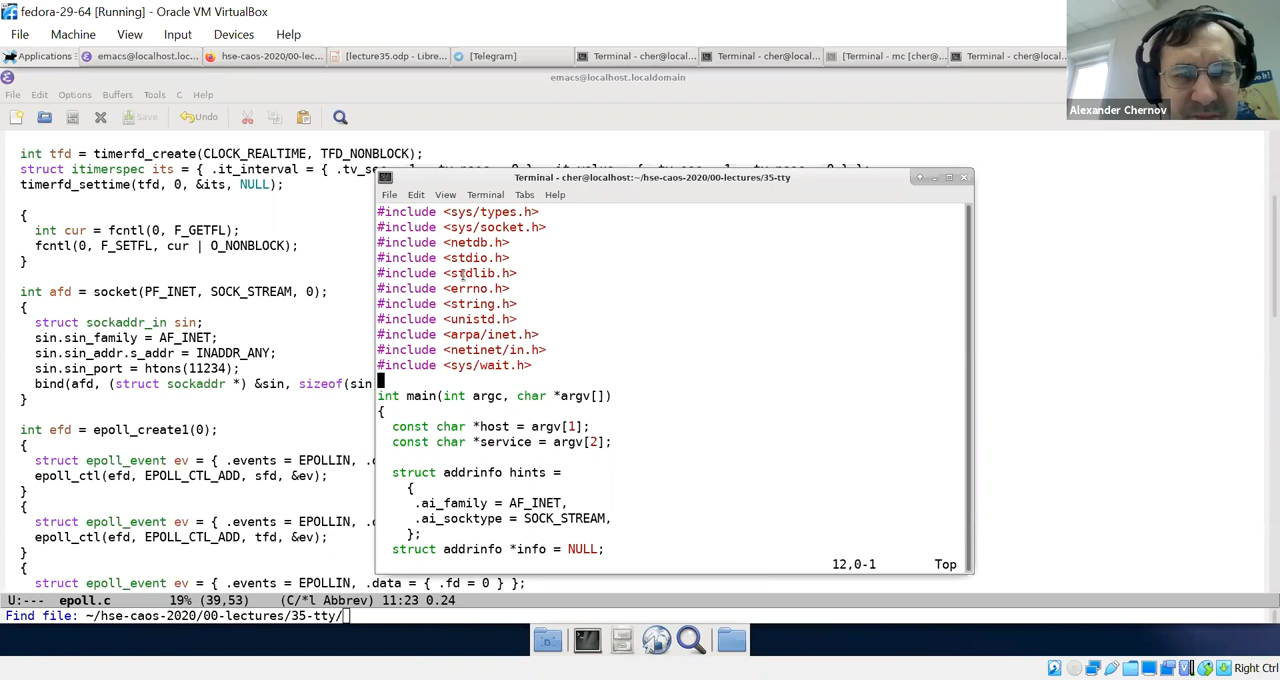 fedora-29-64 [Running] - Oracle VM VirtualBox
File Machine View Input Devices Help
Applications emacs@localhost.loc... hse-caos-2020/00-lec... [lecture35.odp - Libre... [Telegram] Terminal - cher@local... Terminal - cher@local... [Terminal - mc [cher@... Terminal - cher@local...
emacs@localhost.localdomain
Alexander Chernov
File Edit Options Buffers Tools C Help
Save Undo
int tfd = timerfd_create(CLOCK_REALTIME, TFD_NONBLOCK);
struct itimerspec its = { .it_interval = { .tv_se
timerfd_settime(tfd, 0, &its, NULL);
{
int cur = fcntl(0, F_GETFL);
fcntl(0, F_SETFL, cur | O_NONBLOCK);
}
int afd = socket(PF_INET, SOCK_STREAM, 0);
{
struct sockaddr_in sin;
sin.sin_family = AF_INET;
sin.sin_addr.s_addr = INADDR_ANY;
sin.sin_port = htons(11234);
bind(afd, (struct sockaddr *) &sin, sizeof(sin
}
int efd = epoll_create1(0);
{
struct epoll_event ev = { .events = EPOLLIN, .
epoll_ctl(efd, EPOLL_CTL_ADD, sfd, &ev);
}
{
struct epoll_event ev = { .events = EPOLLIN, .
epoll_ctl(efd, EPOLL_CTL_ADD, tfd, &ev);
}
{
struct epoll_event ev = { .events = EPOLLIN, .data = { .fd = 0 } };
Terminal - cher@localhost:~/hse-caos-2020/00-lectures/35-tty
File Edit View Terminal Tabs Help
#include <sys/types.h>
#include <sys/socket.h>
#include <netdb.h>
#include <stdio.h>
#include <stdlib.h>
#include <errno.h>
#include <string.h>
#include <unistd.h>
#include <arpa/inet.h>
#include <netinet/in.h>
#include <sys/wait.h>
int main(int argc, char *argv[])
{
const char *host = argv[1];
const char *service = argv[2];
struct addrinfo hints =
{
.ai_family = AF_INET,
.ai_socktype = SOCK_STREAM,
};
struct addrinfo *info = NULL;
12,0-1 Top
U:--- epoll.c 19% (39,53) (C/*l Abbrev) 11:23 0.24
Find file: ~/hse-caos-2020/00-lectures/35-tty/
Right Ctrl